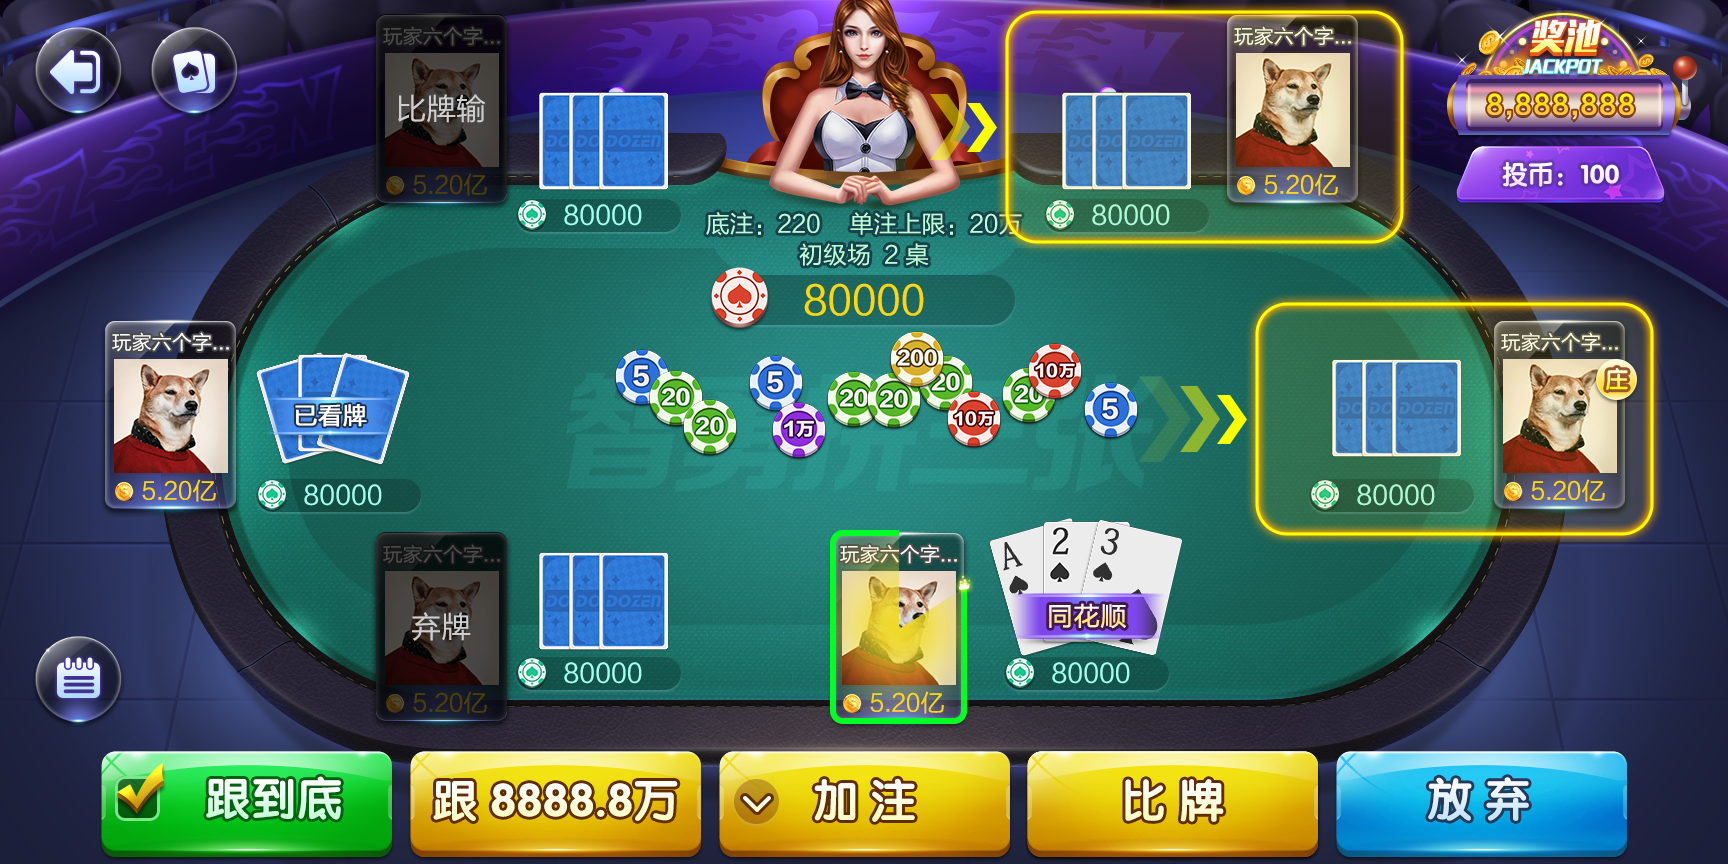 玩家六个字...
比牌输
5.20亿
DOZEN
80000
底注：220 单注上限：20万
初级场 2 桌
80000
DOZEN
80000
玩家六个字...
5.20亿
奖池
JACKPOT
8,888,888
投币：100
玩家六个字...
5.20亿
已看牌
80000
5
20
20
5
1万
20
20
200
20
10万
10万
20
5
DOZEN
80000
玩家六个字...
庄
5.20亿
玩家六个字...
弃牌
5.20亿
DOZEN
80000
玩家六个字...
5.20亿
A
2
3
同花顺
80000
跟到底
跟 8888.8万
加 注
比 牌
放 弃